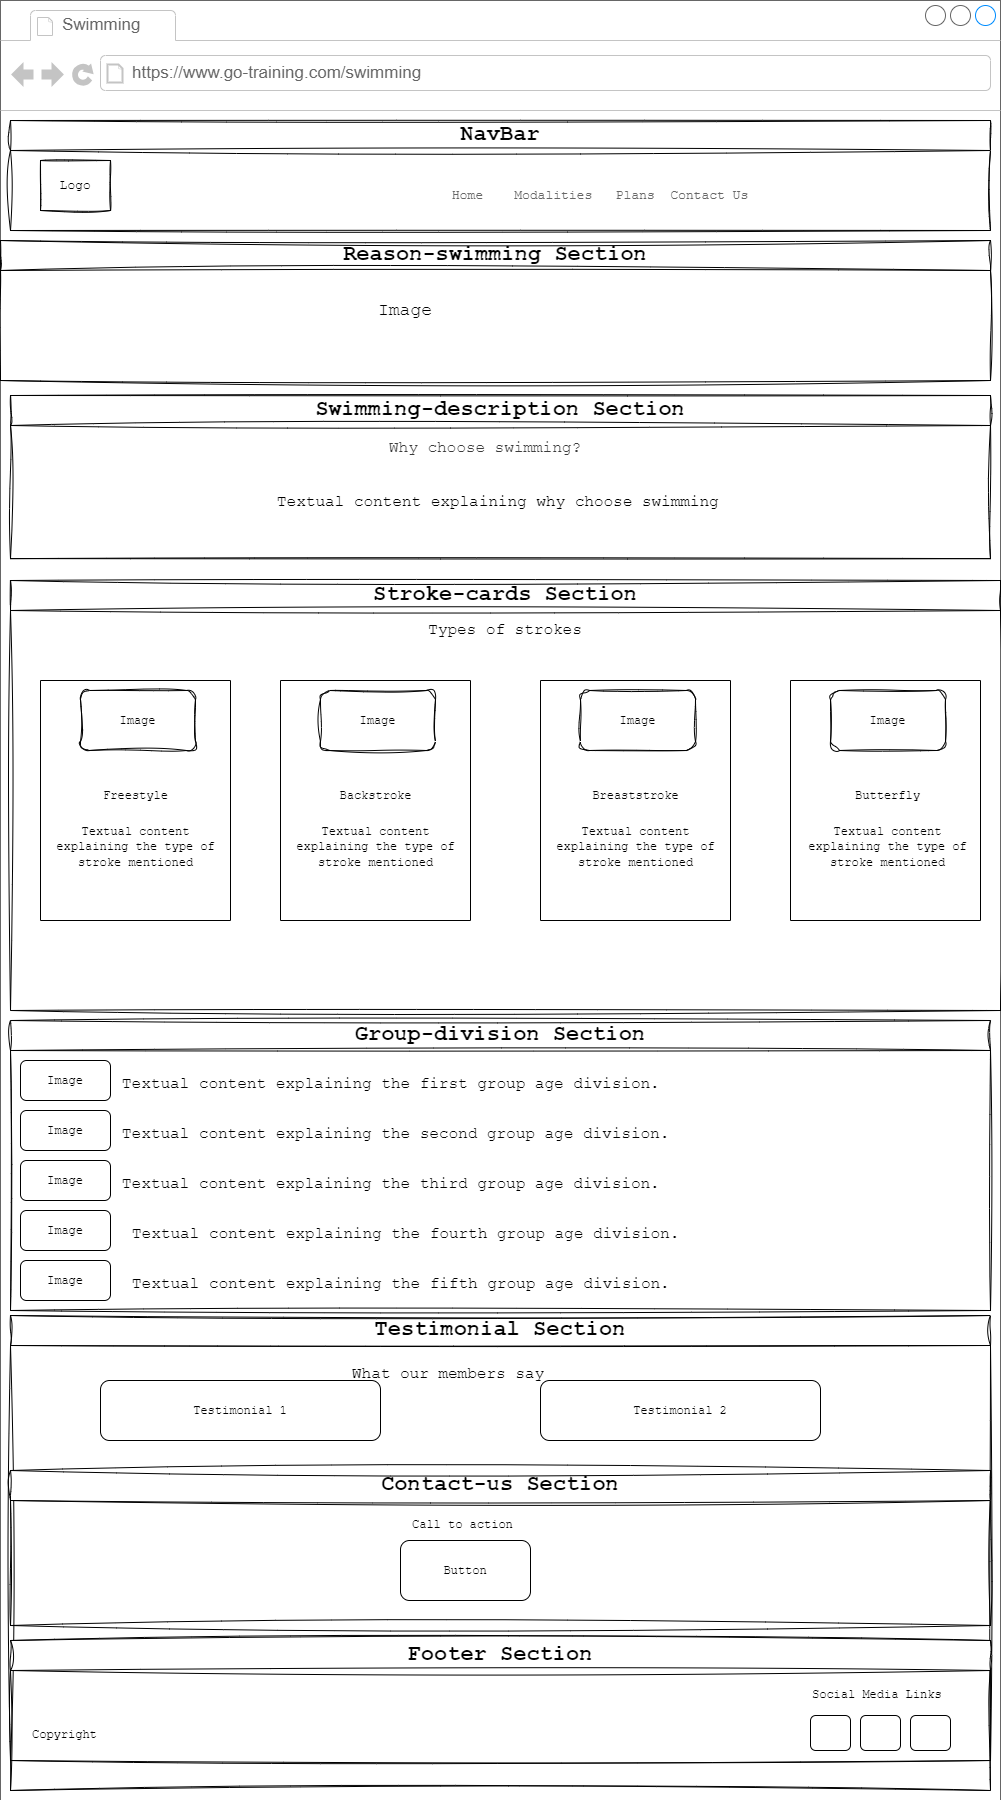 Swimming
https://www.go-training.com/swimming
NavBar
Logo
Home Modalities Plans Contact Us
Reason-swimming Section
Image
Swimming-description Section
Why choose swimming?
Textual content explaining why choose swimming
Stroke-cards Section
Types of strokes
Image
Freestyle
Textual content
explaining the type of
stroke mentioned
Image
Backstroke
Textual content
explaining the type of
stroke mentioned
Image
Breaststroke
Textual content
explaining the type of
stroke mentioned
Image
Butterfly
Textual content
explaining the type of
stroke mentioned
Group-division Section
Image
Textual content explaining the first group age division.
Image
Textual content explaining the second group age division.
Image
Textual content explaining the third group age division.
Image
Textual content explaining the fourth group age division.
Image
Textual content explaining the fifth group age division.
Testimonial Section
What our members say
Testimonial 1
Testimonial 2
Contact-us Section
Call to action
Button
Footer Section
Social Media Links
Copyright